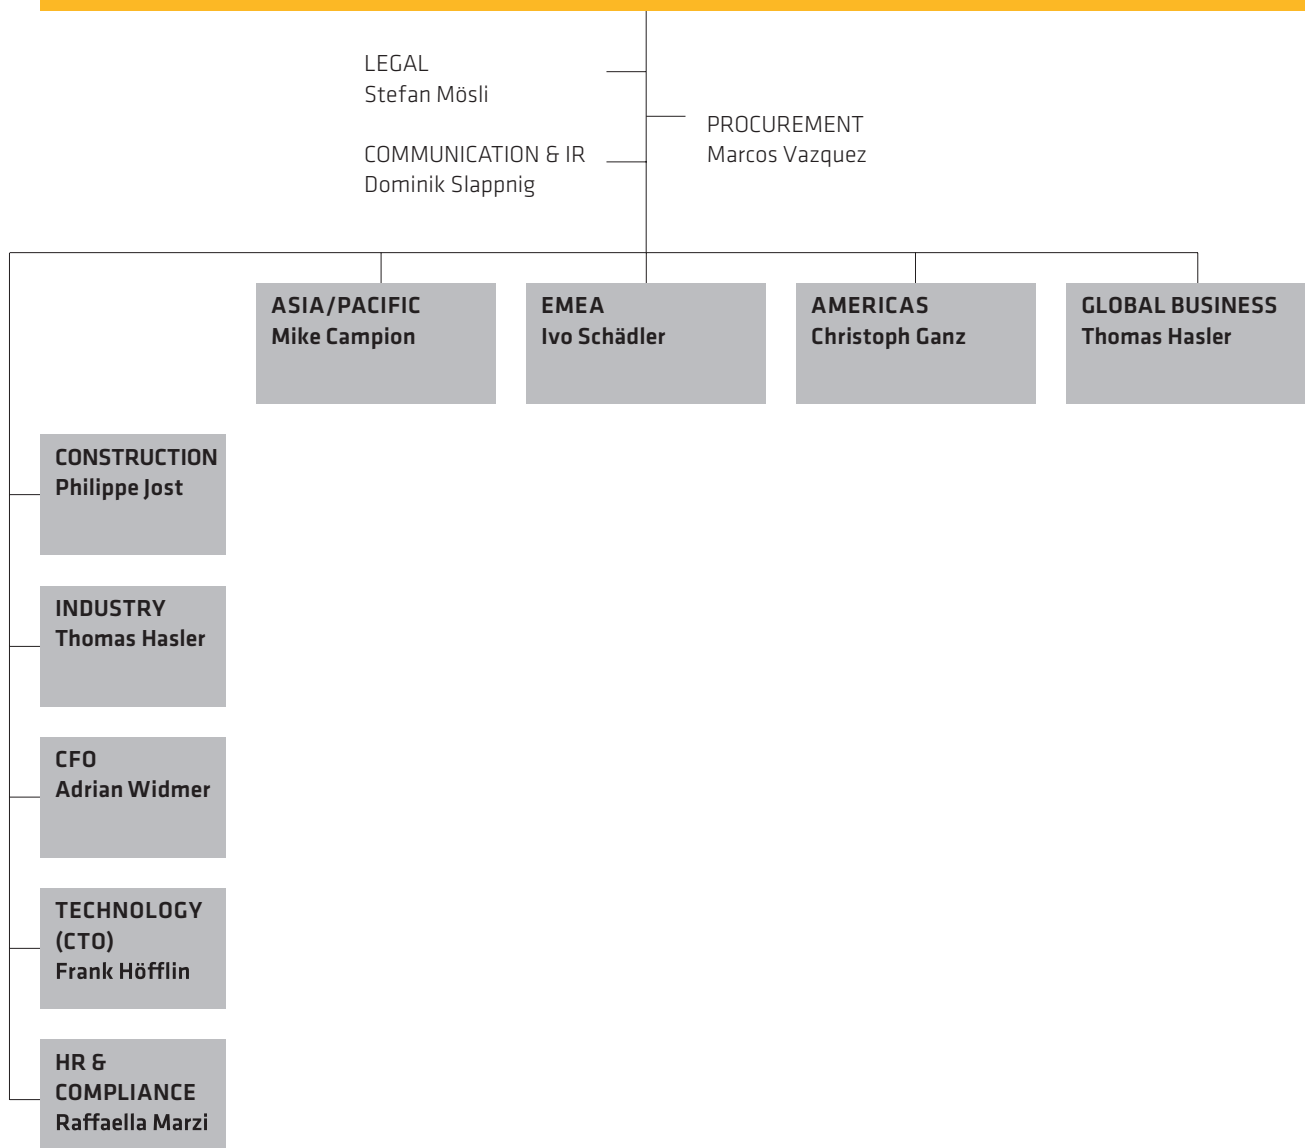 LEGAL
Stefan Mösli
PROCUREMENT
Marcos Vazquez
COMMUNICATION & IR
Dominik Slappnig
ASIA/PACIFIC
Mike Campion
EMEA
Ivo Schädler
AMERICAS
Christoph Ganz
GLOBAL BUSINESS
Thomas Hasler
CONSTRUCTION
Philippe Jost
INDUSTRY
Thomas Hasler
CFO
Adrian Widmer
TECHNOLOGY
(CTO)
Frank Höfflin
HR &
COMPLIANCE
Raffaella Marzi